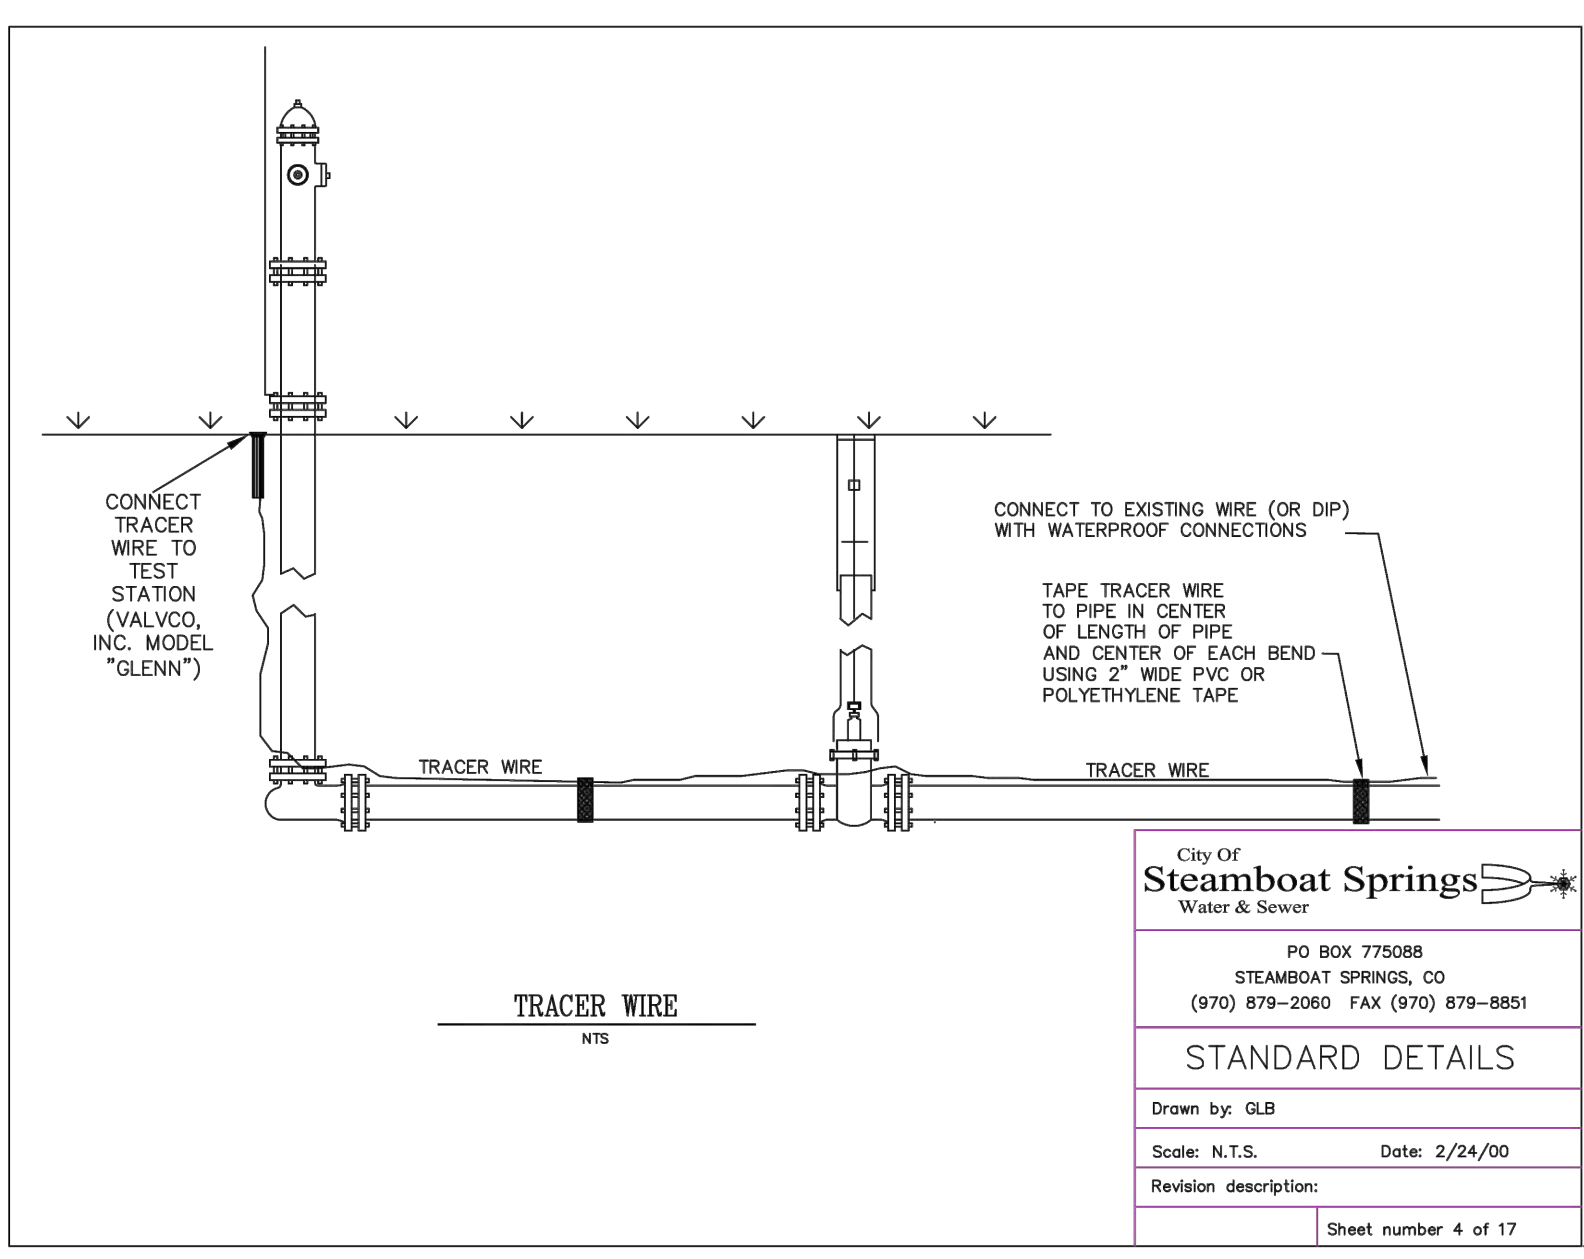 CONNECT
TRACER
WIRE TO
TEST
STATION
(VALVCO,
INC. MODEL
"GLENN")
CONNECT TO EXISTING WIRE (OR DIP)
WITH WATERPROOF CONNECTIONS
TAPE TRACER WIRE
TO PIPE IN CENTER
OF LENGTH OF PIPE
AND CENTER OF EACH BEND
USING 2" WIDE PVC OR
POLYETHYLENE TAPE
TRACER WIRE
TRACER WIRE
TRACER WIRE
NTS
City Of
Steamboat Springs
Water & Sewer
PO BOX 775088
STEAMBOAT SPRINGS, CO
(970) 879-2060 FAX (970) 879-8851
STANDARD DETAILS
Drawn by: GLB
Scale: N.T.S. Date: 2/24/00
Revision description:
Sheet number 4 of 17